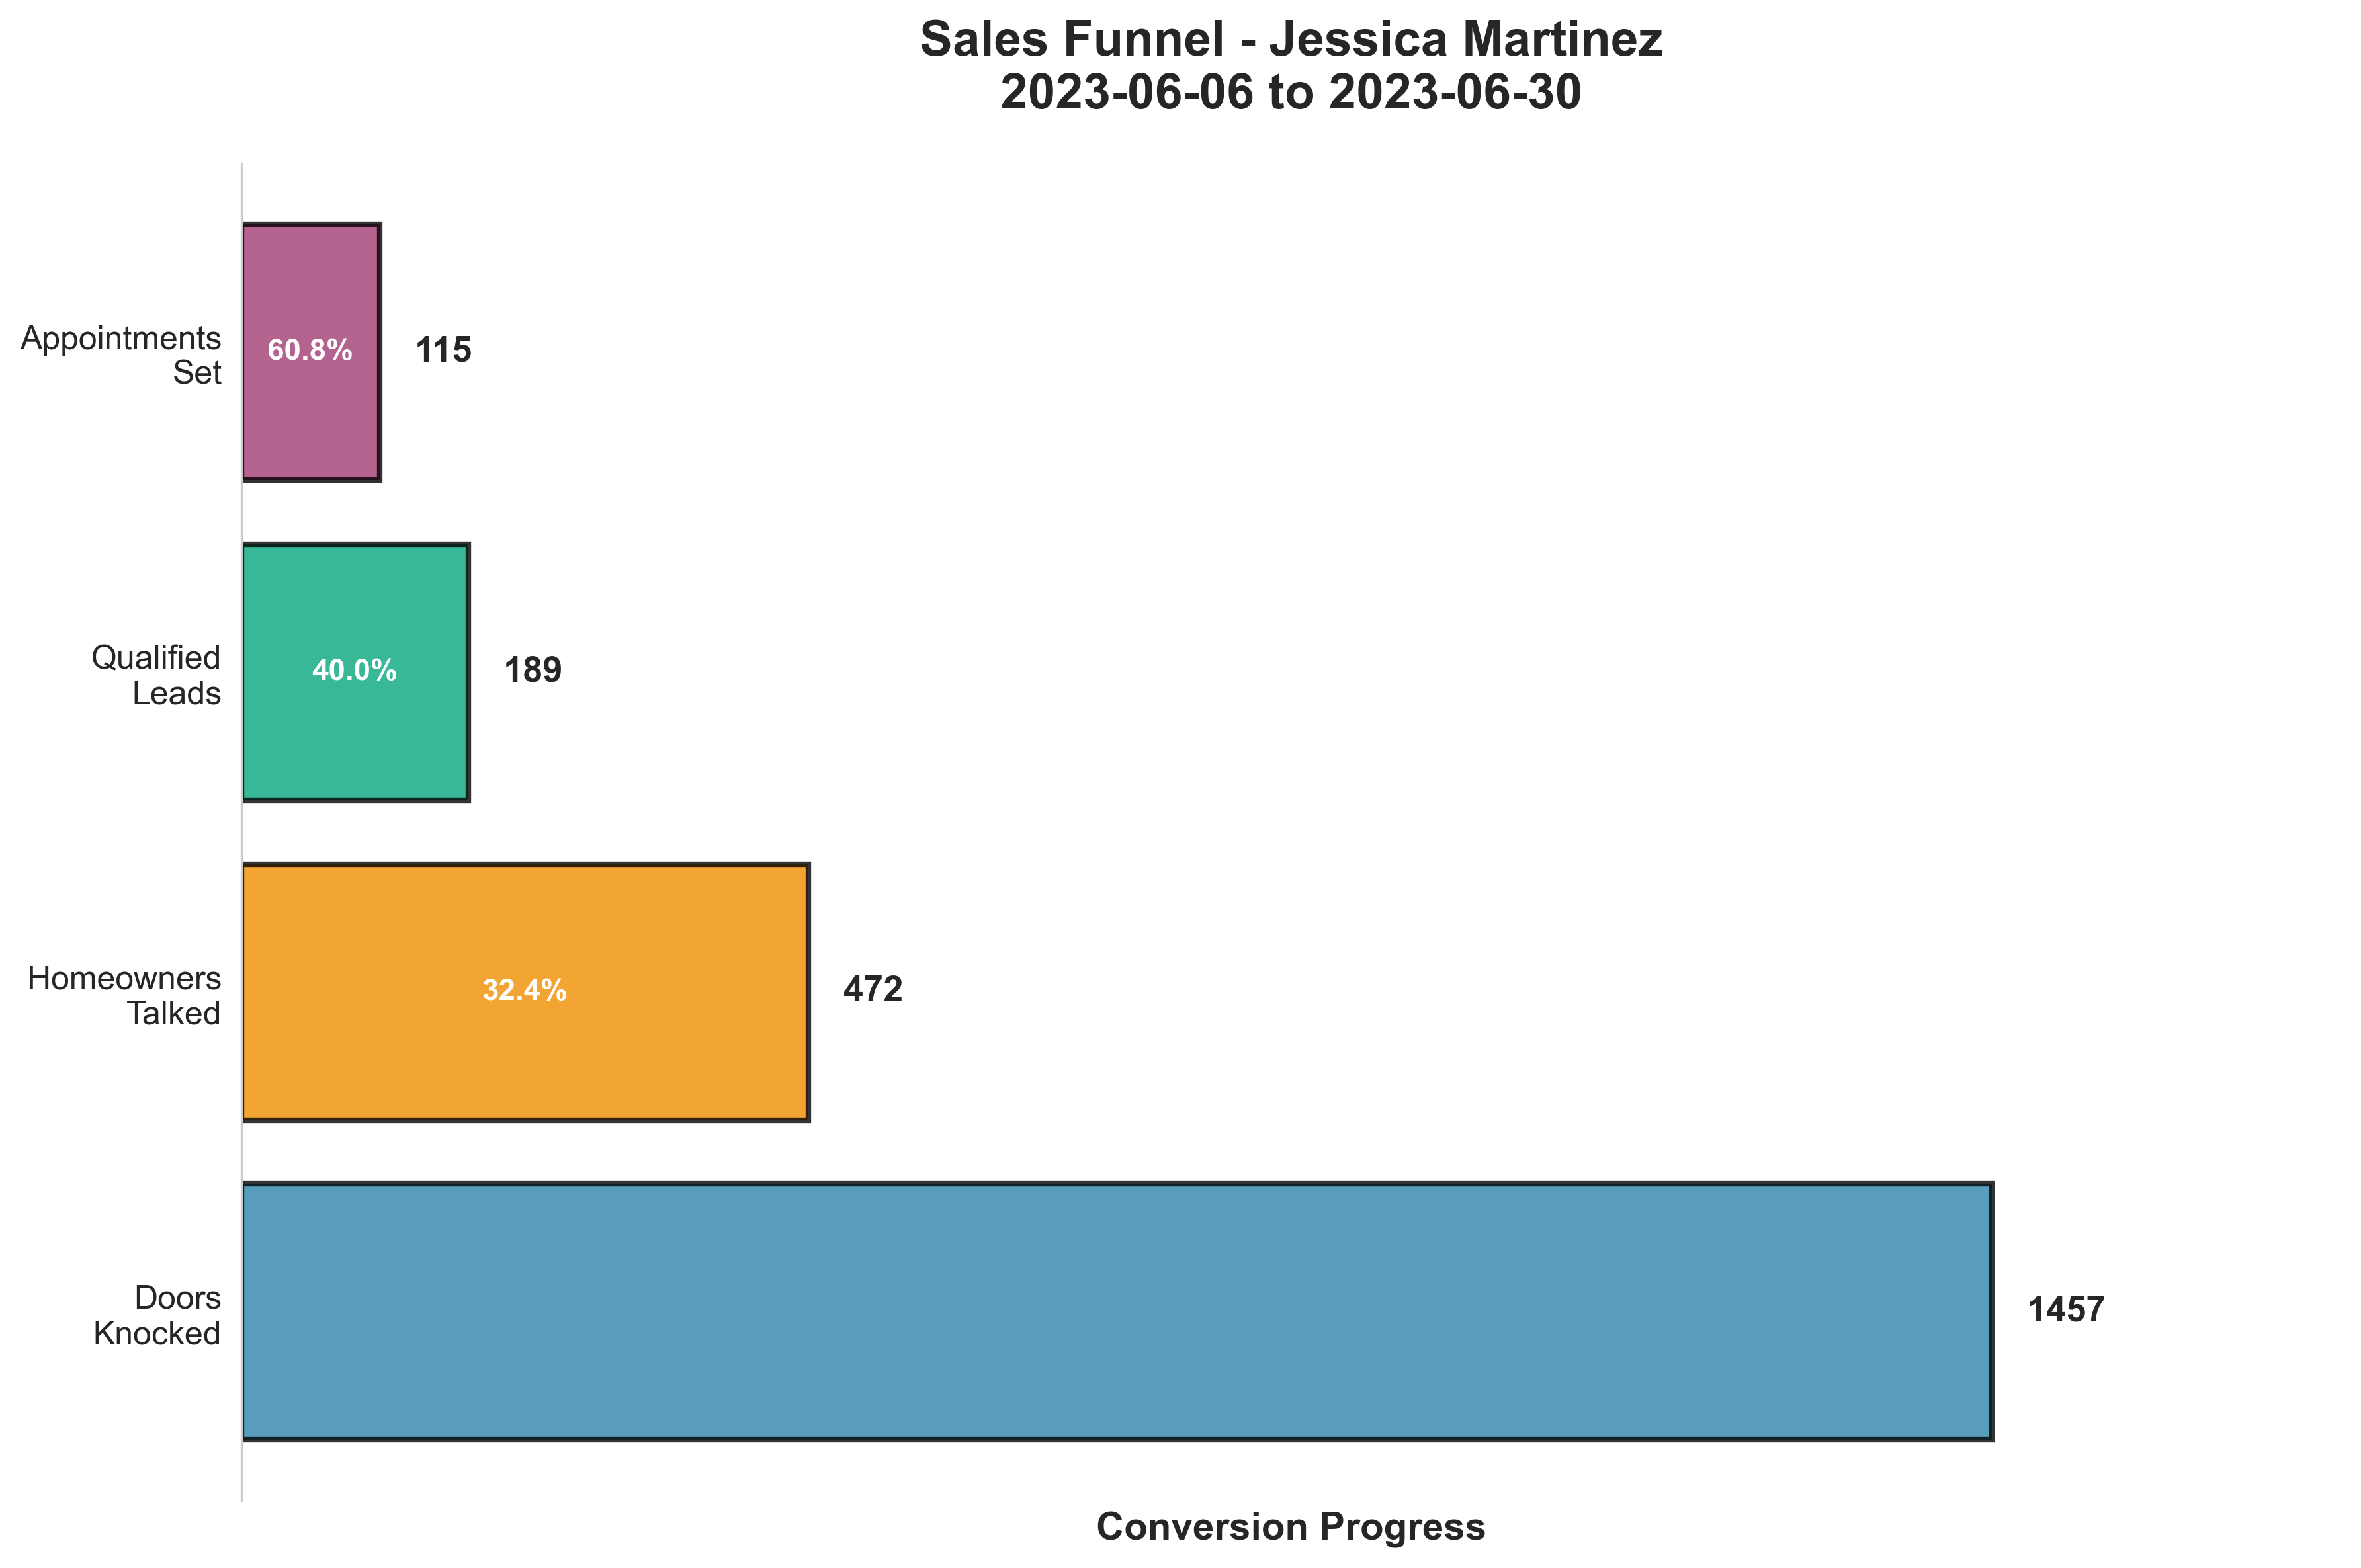 Sales Funnel - Jessica Martinez
2023-06-06 to 2023-06-30
Appointments
Set
60.8%
115
Qualified
Leads
40.0%
189
Homeowners
Talked
32.4%
472
Doors
Knocked
1457
Conversion Progress